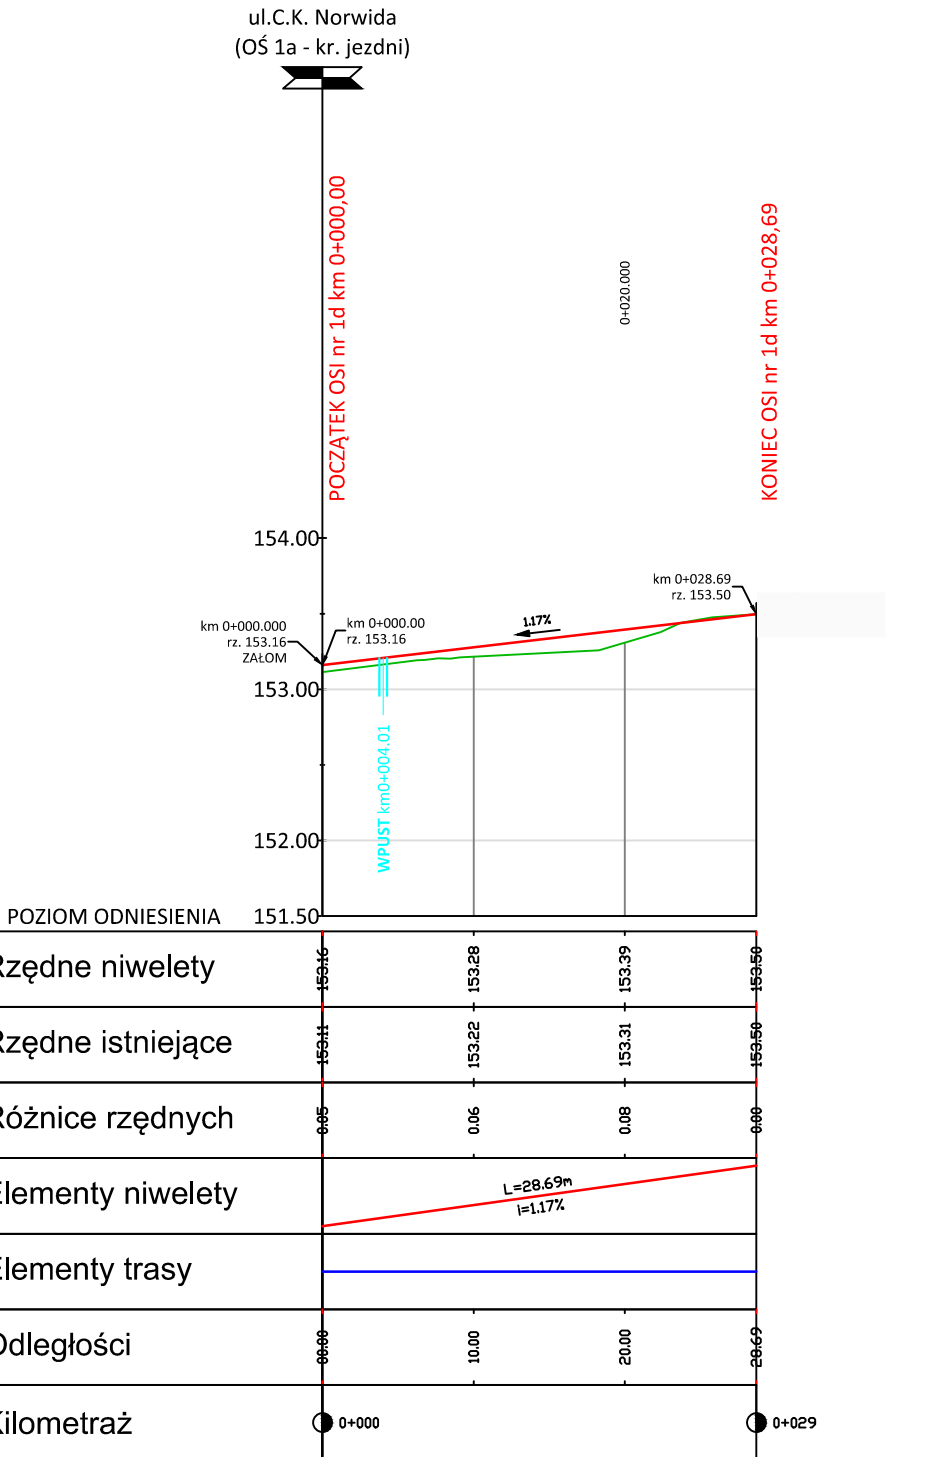 ul.C.K. Norwida
(OŚ 1a - kr. jezdni)
POCZĄTEK OSI nr 1d km 0+000,00
0+020.000
KONIEC OSI nr 1d km 0+028,69
154.00
km 0+028.69
rz. 153.50
1.17%
km 0+000.000
rz. 153.16
ZAŁOM
km 0+000.00
rz. 153.16
153.00
WPUST km0+004.01
152.00
POZIOM ODNIESIENIA 151.50
Rzędne niwelety 153.16 153.28 153.39 153.50
Rzędne istniejące 153.11 153.22 153.31 153.50
Różnice rzędnych 0.05 0.06 0.08 0.00
Elementy niwelety
L=28.69m
i=1.17%
Elementy trasy
Odległości 00.00 10.00 20.00 28.69
Kilometraż 0+000 0+029